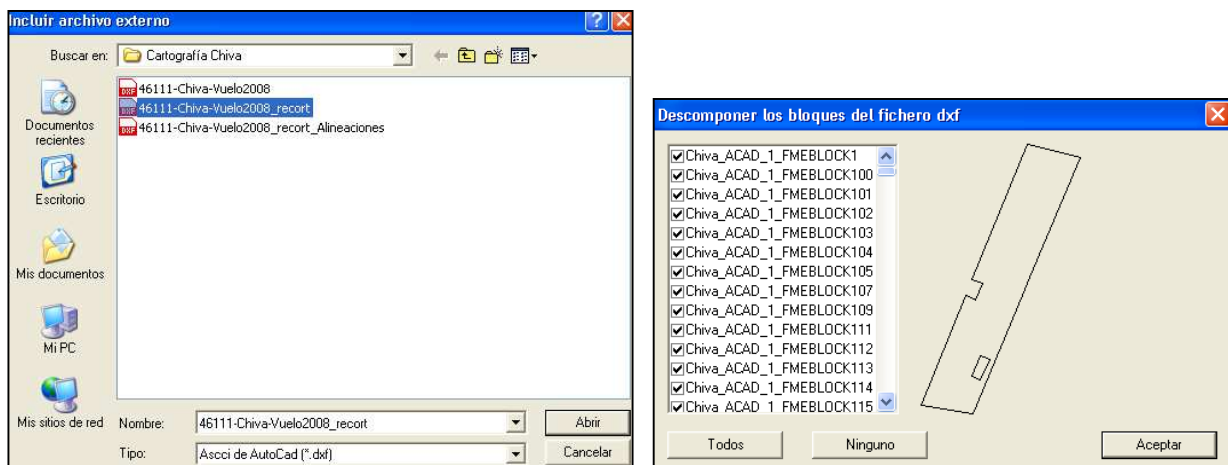 Incluir archivo externo
Buscar en: Cartografía Chiva
Documentos recientes
Escritorio
Mis documentos
Mi PC
Mis sitios de red
46111-Chiva-Vuelo2008
46111-Chiva-Vuelo2008_recort
46111-Chiva-Vuelo2008_recort_Alineaciones
Nombre: 46111-Chiva-Vuelo2008_recort Abrir
Tipo: Ascci de AutoCad (*.dxf) Cancelar
Descomponer los bloques del fichero dxf
Chiva_ACAD_1_FMEBLOCK1
Chiva_ACAD_1_FMEBLOCK100
Chiva_ACAD_1_FMEBLOCK101
Chiva_ACAD_1_FMEBLOCK102
Chiva_ACAD_1_FMEBLOCK103
Chiva_ACAD_1_FMEBLOCK104
Chiva_ACAD_1_FMEBLOCK105
Chiva_ACAD_1_FMEBLOCK107
Chiva_ACAD_1_FMEBLOCK109
Chiva_ACAD_1_FMEBLOCK111
Chiva_ACAD_1_FMEBLOCK112
Chiva_ACAD_1_FMEBLOCK113
Chiva_ACAD_1_FMEBLOCK114
Chiva_ACAD_1_FMEBLOCK115
Todos Ninguno Aceptar